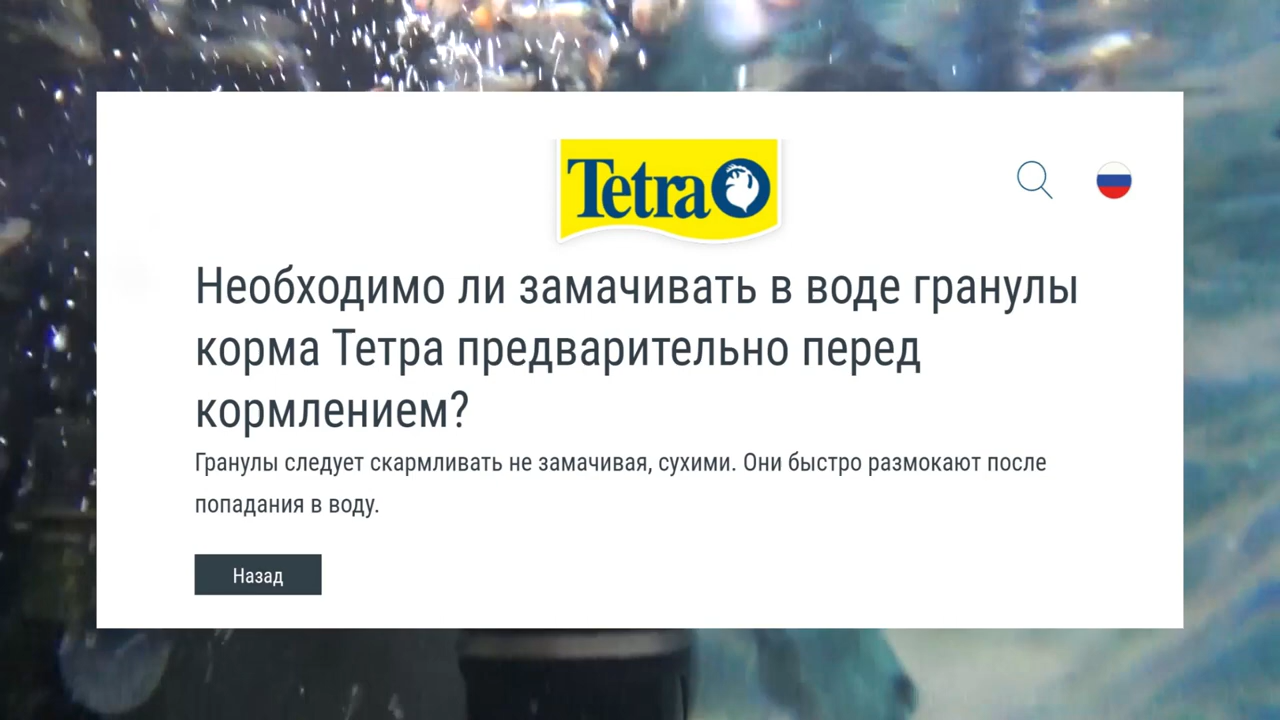 Tetra
Необходимо ли замачивать в воде гранулы
корма Тетра предварительно перед
кормлением?
Гранулы следует скармливать не замачивая, сухими. Они быстро размокают после
попадания в воду.
Назад